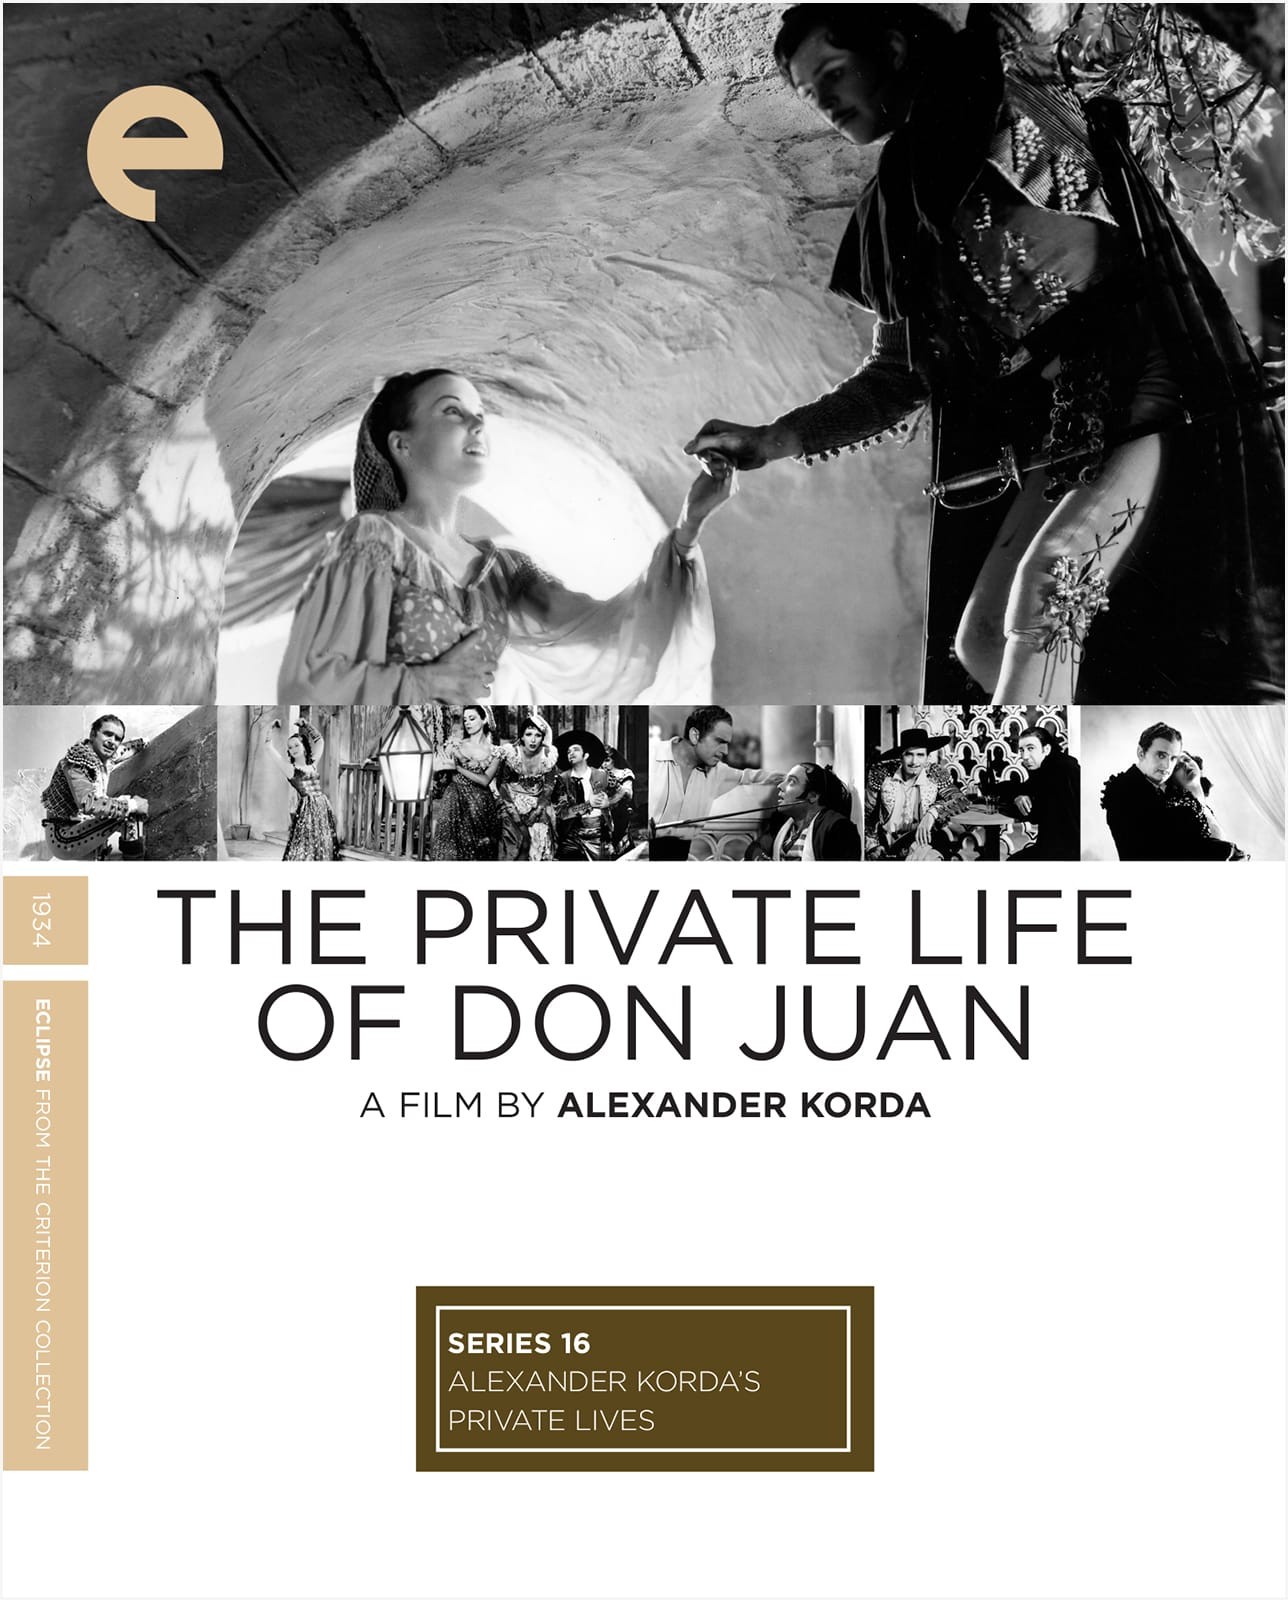 e
1934
ECLIPSE FROM THE CRITERION COLLECTION
THE PRIVATE LIFE
OF DON JUAN
A FILM BY ALEXANDER KORDA
SERIES 16
ALEXANDER KORDA'S
PRIVATE LIVES